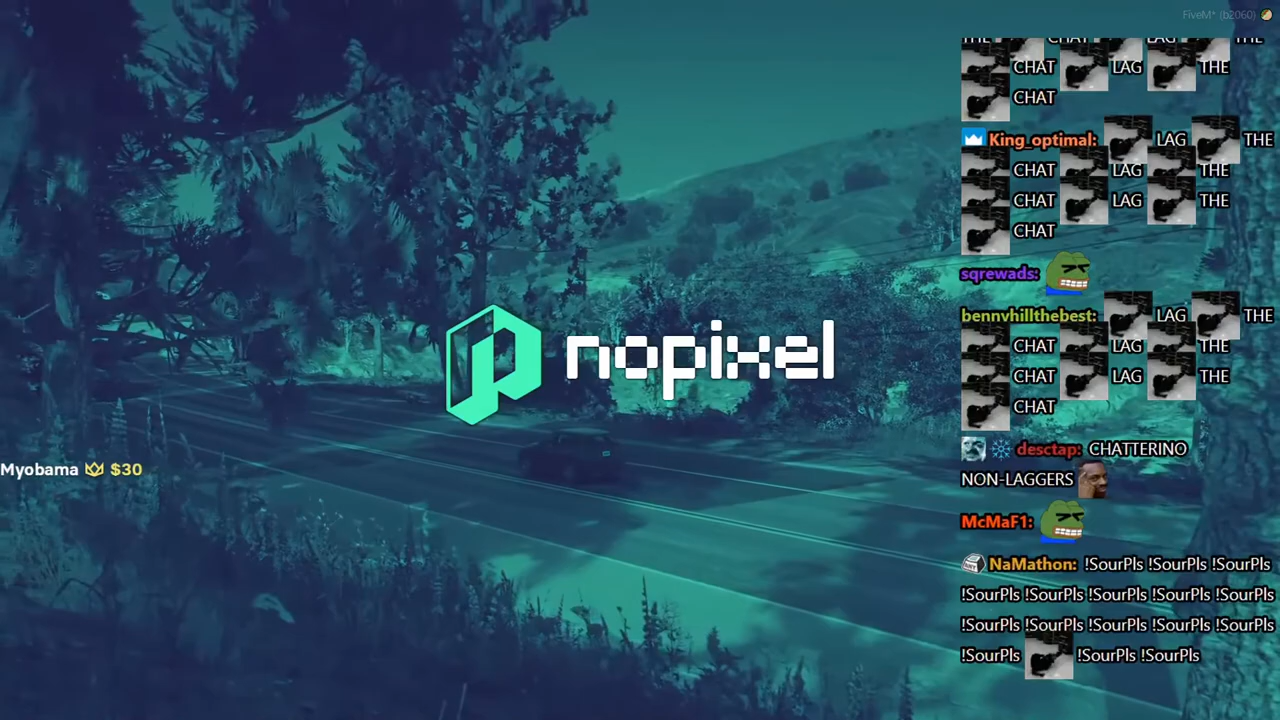 FiveM* (b2060)
THE CHAT LAG THE
CHAT LAG THE
CHAT
King_optimal: LAG THE
CHAT LAG THE
CHAT LAG THE
CHAT
sqrewads:
bennyhillthebest: LAG THE
CHAT LAG THE
CHAT LAG THE
CHAT
desctap: CHATTERINO
NON-LAGGERS
McMaF1:
NaMathon: !SourPls !SourPls !SourPls
!SourPls !SourPls !SourPls !SourPls !SourPls
!SourPls !SourPls !SourPls !SourPls !SourPls
!SourPls !SourPls !SourPls
nopixel
Myobama $30